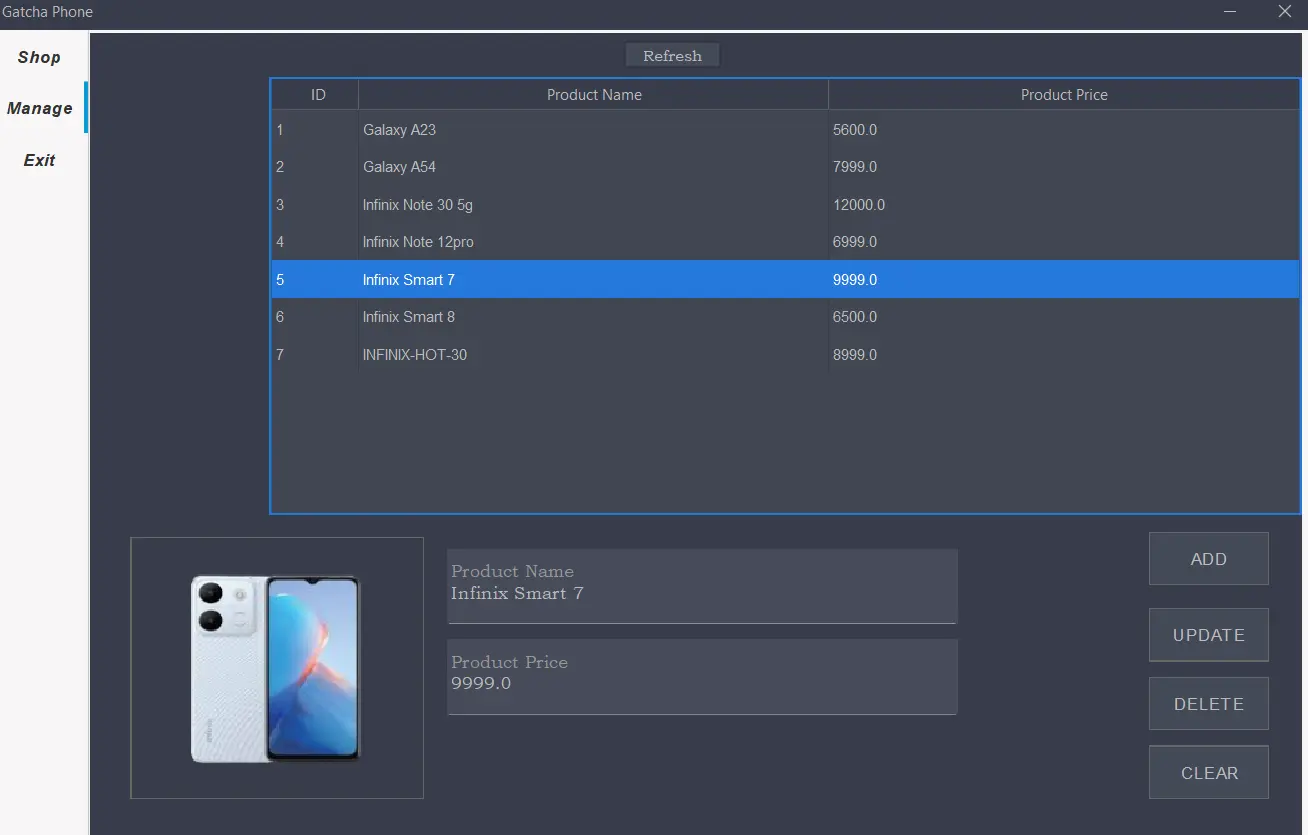 Gatcha Phone
Shop
Manage
Exit
Refresh
ID Product Name Product Price
1 Galaxy A23 5600.0
2 Galaxy A54 7999.0
3 Infinix Note 30 5g 12000.0
4 Infinix Note 12pro 6999.0
5 Infinix Smart 7 9999.0
6 Infinix Smart 8 6500.0
7 INFINIX-HOT-30 8999.0
Product Name
Infinix Smart 7
Product Price
9999.0
ADD
UPDATE
DELETE
CLEAR